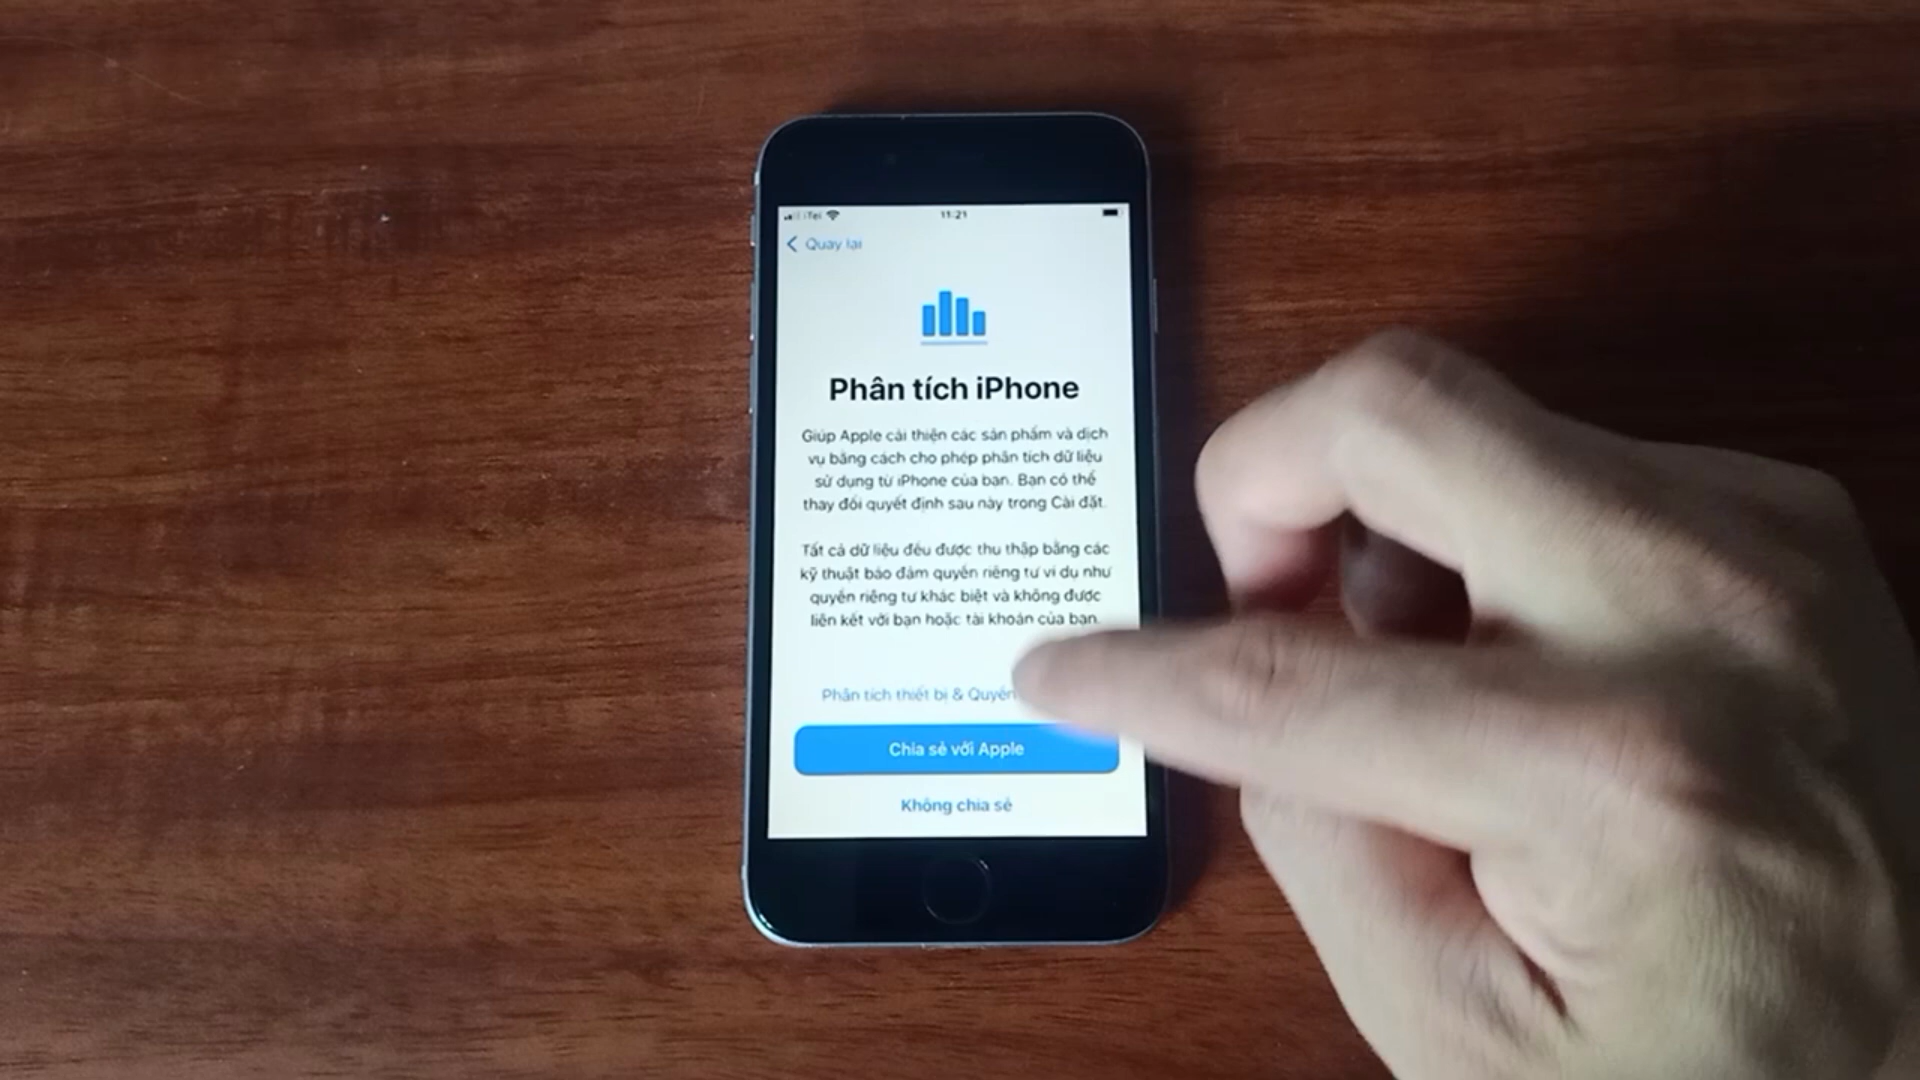 iTel
11:21
Quay lại
Phân tích iPhone
Giúp Apple cải thiện các sản phẩm và dịch
vụ bằng cách cho phép phân tích dữ liệu
sử dụng từ iPhone của bạn. Bạn có thể
thay đổi quyết định sau này trong Cài đặt.
Tất cả dữ liệu đều được thu thập bằng các
kỹ thuật bảo đảm quyền riêng tư ví dụ như
quyền riêng tư khác biệt và không được
liên kết với bạn hoặc tài khoản của bạn.
Phân tích thiết bị & Quyền
Chia sẻ với Apple
Không chia sẻ